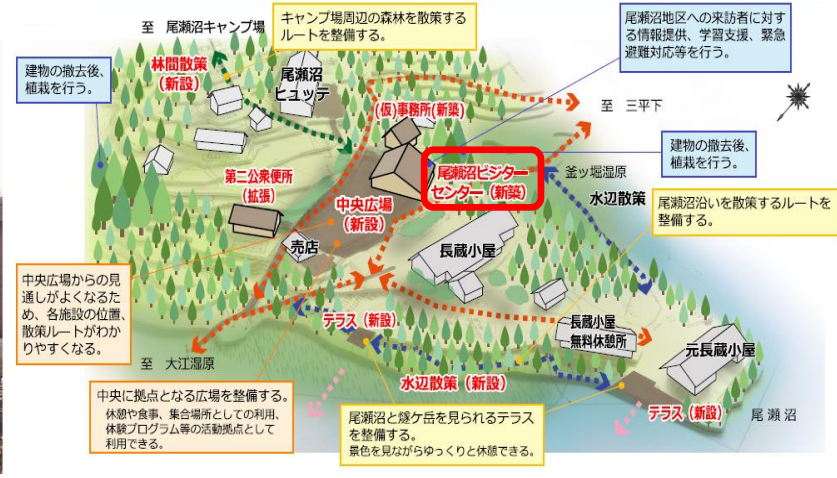 至 尾瀬沼キャンプ場
キャンプ場周辺の森林を散策する
ルートを整備する。
尾瀬沼地区への来訪者に対す
る情報提供、学習支援、緊急
避難対応等を行う。
建物の撤去後、
植栽を行う。
林間散策
(新設)
尾瀬沼
ヒュッテ
(仮)事務所(新築)
至 三平下
建物の撤去後、
植栽を行う。
第二公衆便所
(拡張)
尾瀬沼ビジター
センター(新築)
釜ッ堀湿原
水辺散策
中央広場
(新設)
尾瀬沼沿いを散策するルートを
整備する。
売店
長蔵小屋
中央広場からの見
通しがよくなるた
め、各施設の位置、
散策ルートがわか
りやすくなる。
テラス(新設)
長蔵小屋
無料休憩所
元長蔵小屋
至 大江湿原
水辺散策(新設)
中央に拠点となる広場を整備する。
休憩や食事、集合場所としての利用、
体験プログラム等の活動拠点として
利用できる。
尾瀬沼と燧ケ岳を見られるテラス
を整備する。
景色を見ながらゆっくりと休憩できる。
テラス(新設)
尾瀬沼